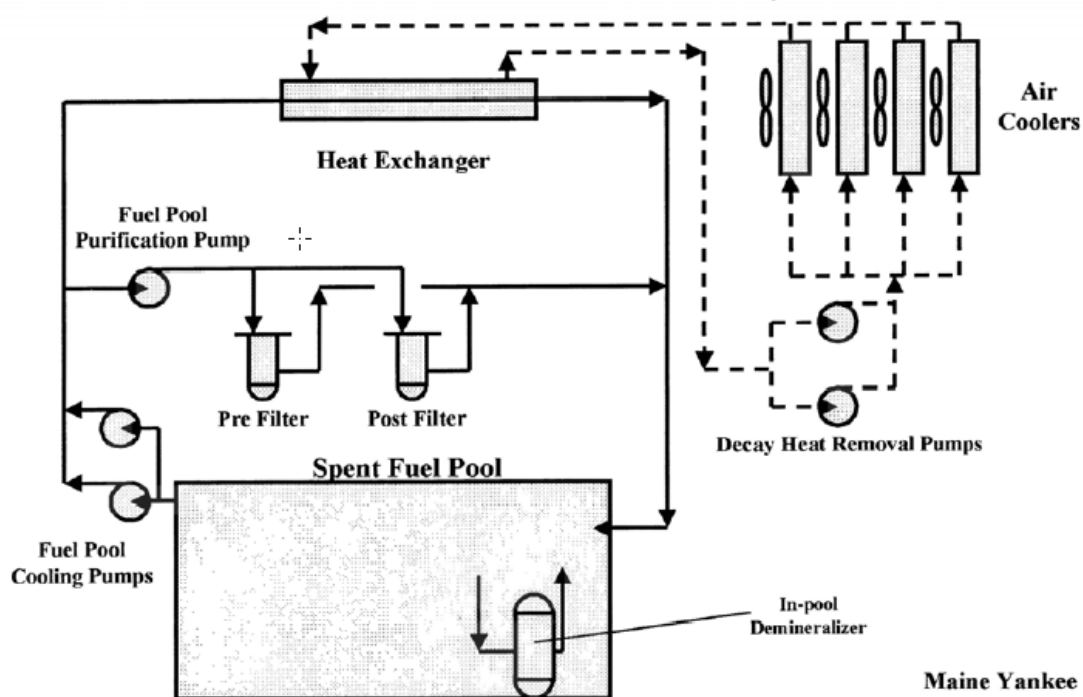 Air
Coolers
Heat Exchanger
Fuel Pool
Purification Pump
Pre Filter
Post Filter
Decay Heat Removal Pumps
Spent Fuel Pool
Fuel Pool
Cooling Pumps
In-pool
Demineralizer
Maine Yankee